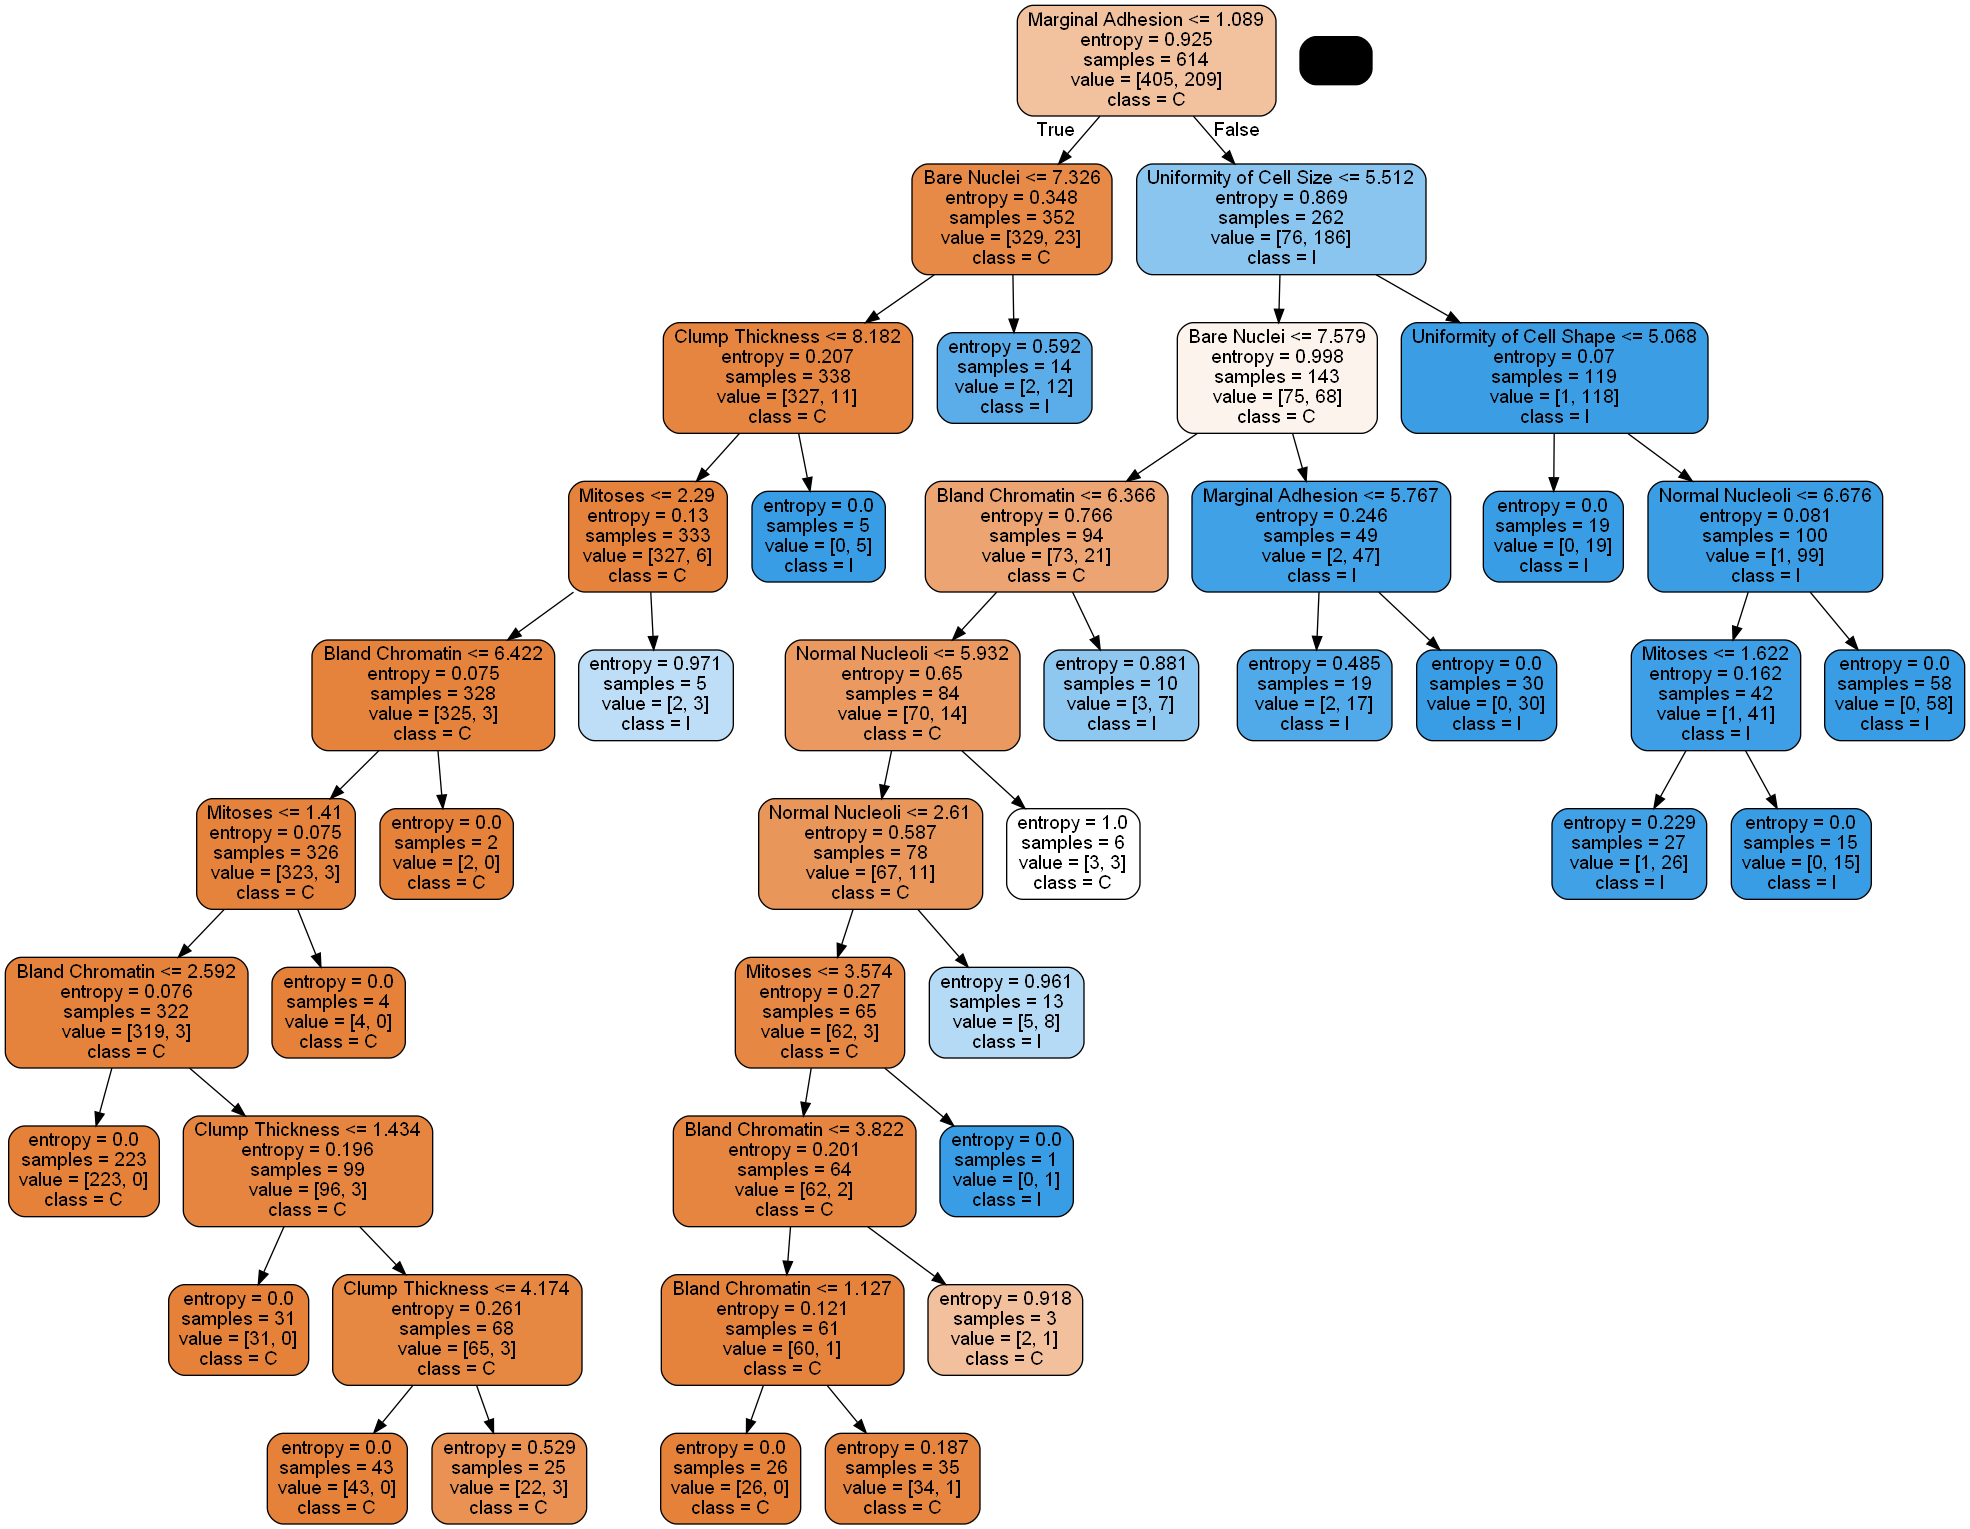 Marginal Adhesion <= 1.089
entropy = 0.925
samples = 614
value = [405, 209]
class = C
True
False
Bare Nuclei <= 7.326
entropy = 0.348
samples = 352
value = [329, 23]
class = C
Uniformity of Cell Size <= 5.512
entropy = 0.869
samples = 262
value = [76, 186]
class = I
Clump Thickness <= 8.182
entropy = 0.207
samples = 338
value = [327, 11]
class = C
entropy = 0.592
samples = 14
value = [2, 12]
class = I
Bare Nuclei <= 7.579
entropy = 0.998
samples = 143
value = [75, 68]
class = C
Uniformity of Cell Shape <= 5.068
entropy = 0.07
samples = 119
value = [1, 118]
class = I
Mitoses <= 2.29
entropy = 0.13
samples = 333
value = [327, 6]
class = C
entropy = 0.0
samples = 5
value = [0, 5]
class = I
Bland Chromatin <= 6.366
entropy = 0.766
samples = 94
value = [73, 21]
class = C
Marginal Adhesion <= 5.767
entropy = 0.246
samples = 49
value = [2, 47]
class = I
entropy = 0.0
samples = 19
value = [0, 19]
class = I
Normal Nucleoli <= 6.676
entropy = 0.081
samples = 100
value = [1, 99]
class = I
Bland Chromatin <= 6.422
entropy = 0.075
samples = 328
value = [325, 3]
class = C
entropy = 0.971
samples = 5
value = [2, 3]
class = I
Normal Nucleoli <= 5.932
entropy = 0.65
samples = 84
value = [70, 14]
class = C
entropy = 0.881
samples = 10
value = [3, 7]
class = I
entropy = 0.485
samples = 19
value = [2, 17]
class = I
entropy = 0.0
samples = 30
value = [0, 30]
class = I
Mitoses <= 1.622
entropy = 0.162
samples = 42
value = [1, 41]
class = I
entropy = 0.0
samples = 58
value = [0, 58]
class = I
Mitoses <= 1.41
entropy = 0.075
samples = 326
value = [323, 3]
class = C
entropy = 0.0
samples = 2
value = [2, 0]
class = C
Normal Nucleoli <= 2.61
entropy = 0.587
samples = 78
value = [67, 11]
class = C
entropy = 1.0
samples = 6
value = [3, 3]
class = C
entropy = 0.229
samples = 27
value = [1, 26]
class = I
entropy = 0.0
samples = 15
value = [0, 15]
class = I
Bland Chromatin <= 2.592
entropy = 0.076
samples = 322
value = [319, 3]
class = C
entropy = 0.0
samples = 4
value = [4, 0]
class = C
Mitoses <= 3.574
entropy = 0.27
samples = 65
value = [62, 3]
class = C
entropy = 0.961
samples = 13
value = [5, 8]
class = I
entropy = 0.0
samples = 223
value = [223, 0]
class = C
Clump Thickness <= 1.434
entropy = 0.196
samples = 99
value = [96, 3]
class = C
Bland Chromatin <= 3.822
entropy = 0.201
samples = 64
value = [62, 2]
class = C
entropy = 0.0
samples = 1
value = [0, 1]
class = I
entropy = 0.0
samples = 31
value = [31, 0]
class = C
Clump Thickness <= 4.174
entropy = 0.261
samples = 68
value = [65, 3]
class = C
Bland Chromatin <= 1.127
entropy = 0.121
samples = 61
value = [60, 1]
class = C
entropy = 0.918
samples = 3
value = [2, 1]
class = C
entropy = 0.0
samples = 43
value = [43, 0]
class = C
entropy = 0.529
samples = 25
value = [22, 3]
class = C
entropy = 0.0
samples = 26
value = [26, 0]
class = C
entropy = 0.187
samples = 35
value = [34, 1]
class = C